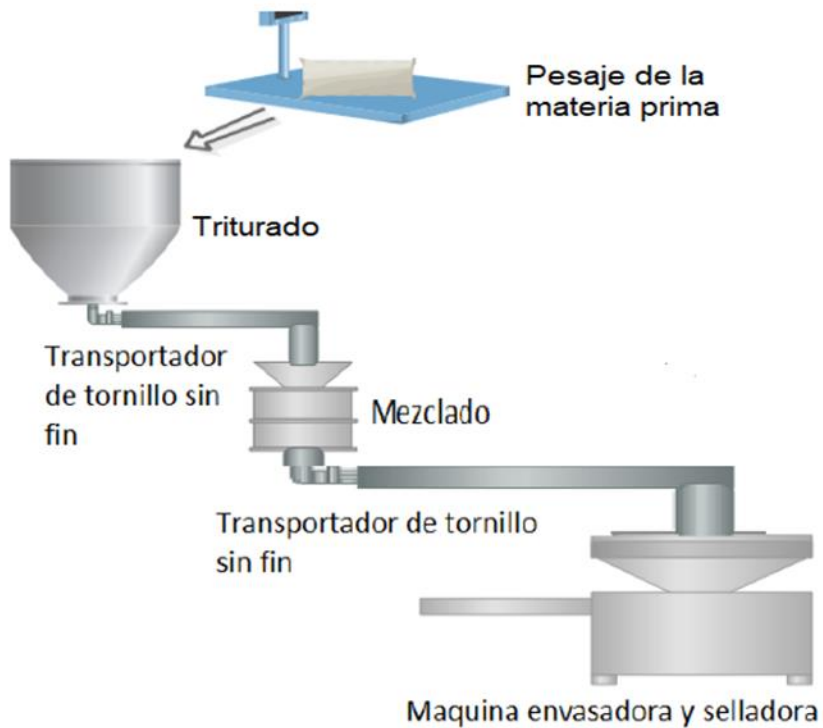 Pesaje de la
materia prima
Triturado
Transportador
de tornillo sin
fin
Mezclado
Transportador de tornillo
sin fin
Maquina envasadora y selladora